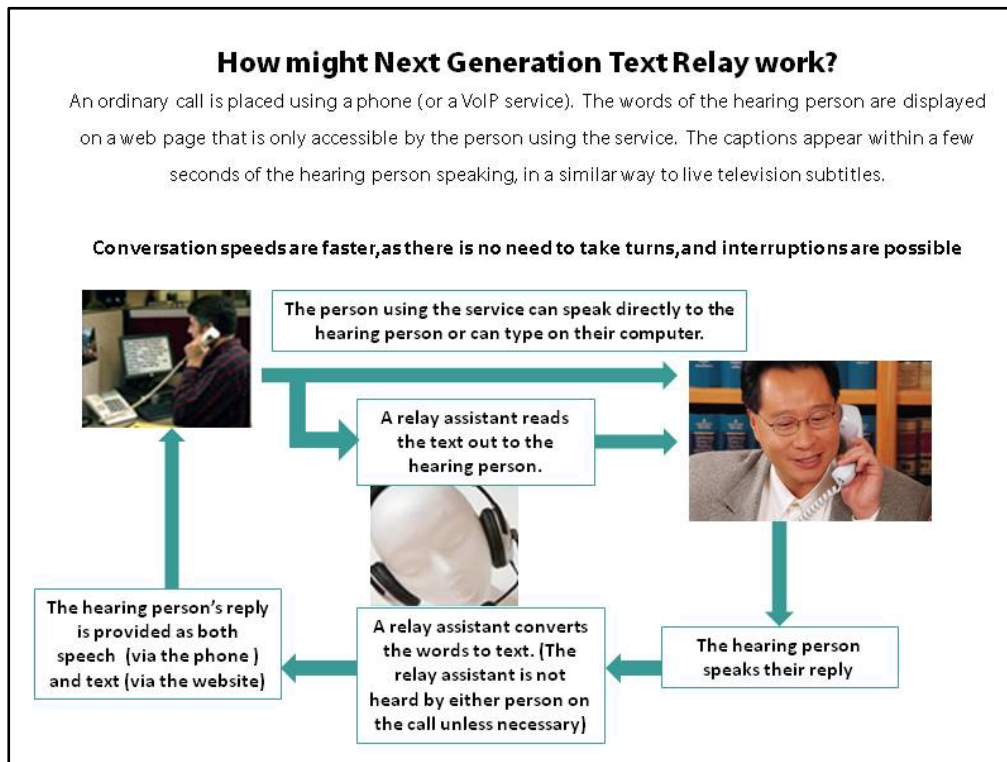 How might Next Generation Text Relay work?
An ordinary call is placed using a phone (or a VoIP service). The words of the hearing person are displayed
on a web page that is only accessible by the person using the service. The captions appear within a few
seconds of the hearing person speaking, in a similar way to live television subtitles.
Conversation speeds are faster, as there is no need to take turns, and interruptions are possible
The person using the service can speak directly to the
hearing person or can type on their computer.
A relay assistant reads
the text out to the
hearing person.
The hearing person
speaks their reply
A relay assistant converts
the words to text. (The
relay assistant is not
heard by either person on
the call unless necessary)
The hearing person's reply
is provided as both
speech (via the phone )
and text (via the website)